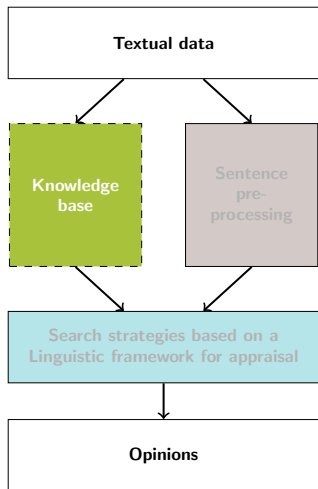 Textual data
Knowledge
base
Sentence
pre-
processing
Search strategies based on a
Linguistic framework for appraisal
Opinions